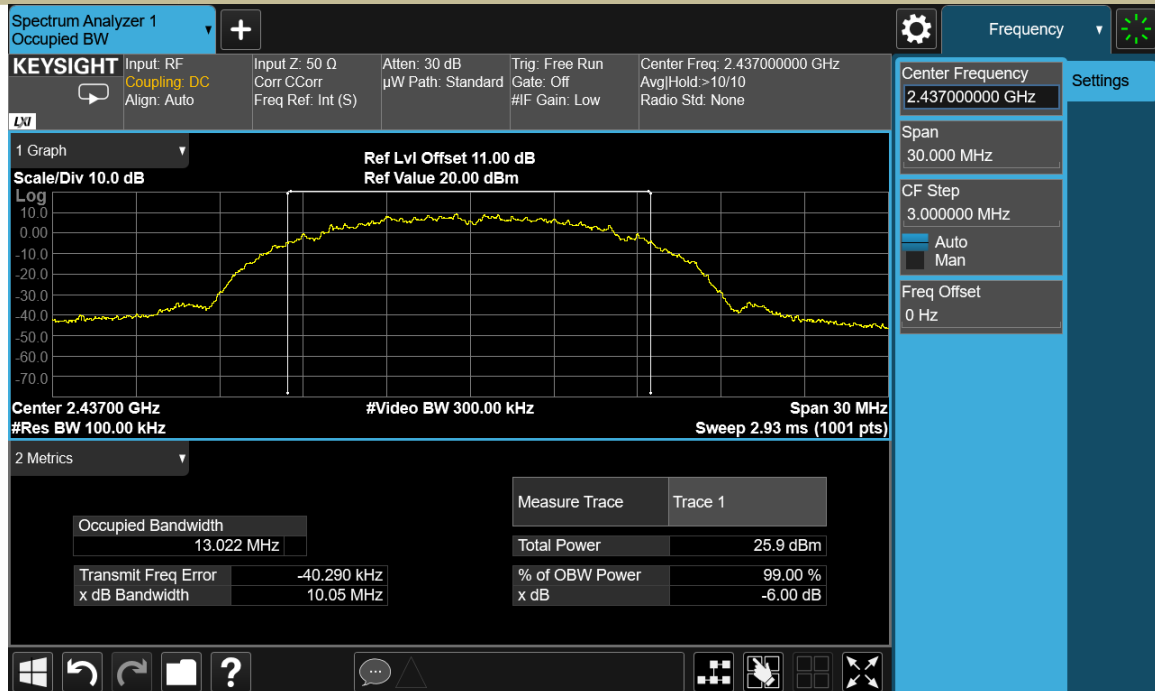 Spectrum Analyzer 1
Occupied BW
+
Frequency
KEYSIGHT
Input: RF
Coupling: DC
Align: Auto
Input Z: 50 Ω
Corr CCorr
Freq Ref: Int (S)
Atten: 30 dB
µW Path: Standard
Trig: Free Run
Gate: Off
#IF Gain: Low
Center Freq: 2.437000000 GHz
Avg|Hold:>10/10
Radio Std: None
LXI
Center Frequency
2.437000000 GHz
Settings
Span
30.000 MHz
CF Step
3.000000 MHz
Auto
Man
Freq Offset
0 Hz
1 Graph
Scale/Div 10.0 dB
Ref Lvl Offset 11.00 dB
Ref Value 20.00 dBm
Log
10.0
0.00
-10.0
-20.0
-30.0
-40.0
-50.0
-60.0
-70.0
Center 2.43700 GHz
#Res BW 100.00 kHz
#Video BW 300.00 kHz
Span 30 MHz
Sweep 2.93 ms (1001 pts)
2 Metrics
Measure Trace Trace 1
Occupied Bandwidth
13.022 MHz
Total Power 25.9 dBm
Transmit Freq Error -40.290 kHz
% of OBW Power 99.00 %
x dB Bandwidth 10.05 MHz
x dB -6.00 dB
?